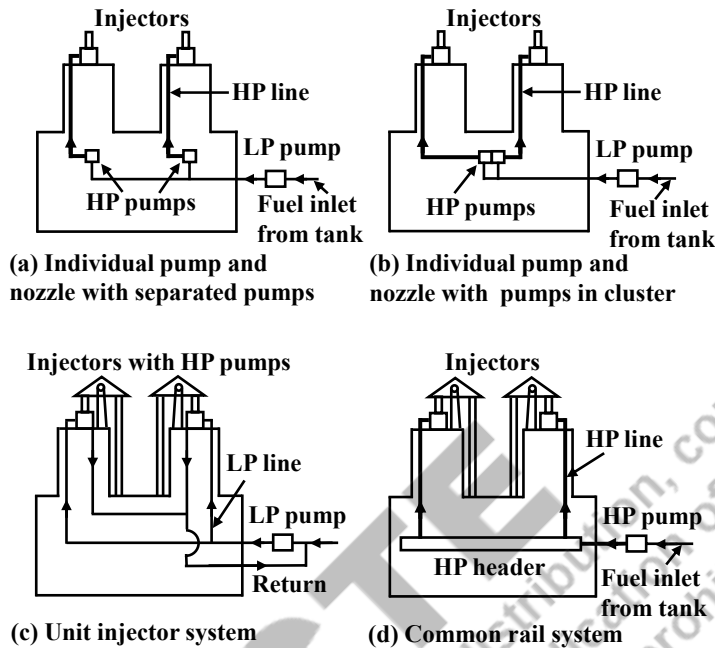 Injectors
HP line
LP pump
HP pumps
Fuel inlet
from tank
(a) Individual pump and
nozzle with separated pumps
Injectors
HP line
LP pump
HP pumps
Fuel inlet
from tank
(b) Individual pump and
nozzle with pumps in cluster
Injectors with HP pumps
LP line
LP pump
Return
(c) Unit injector system
Injectors
HP line
HP pump
HP header
Fuel inlet
from tank
(d) Common rail system